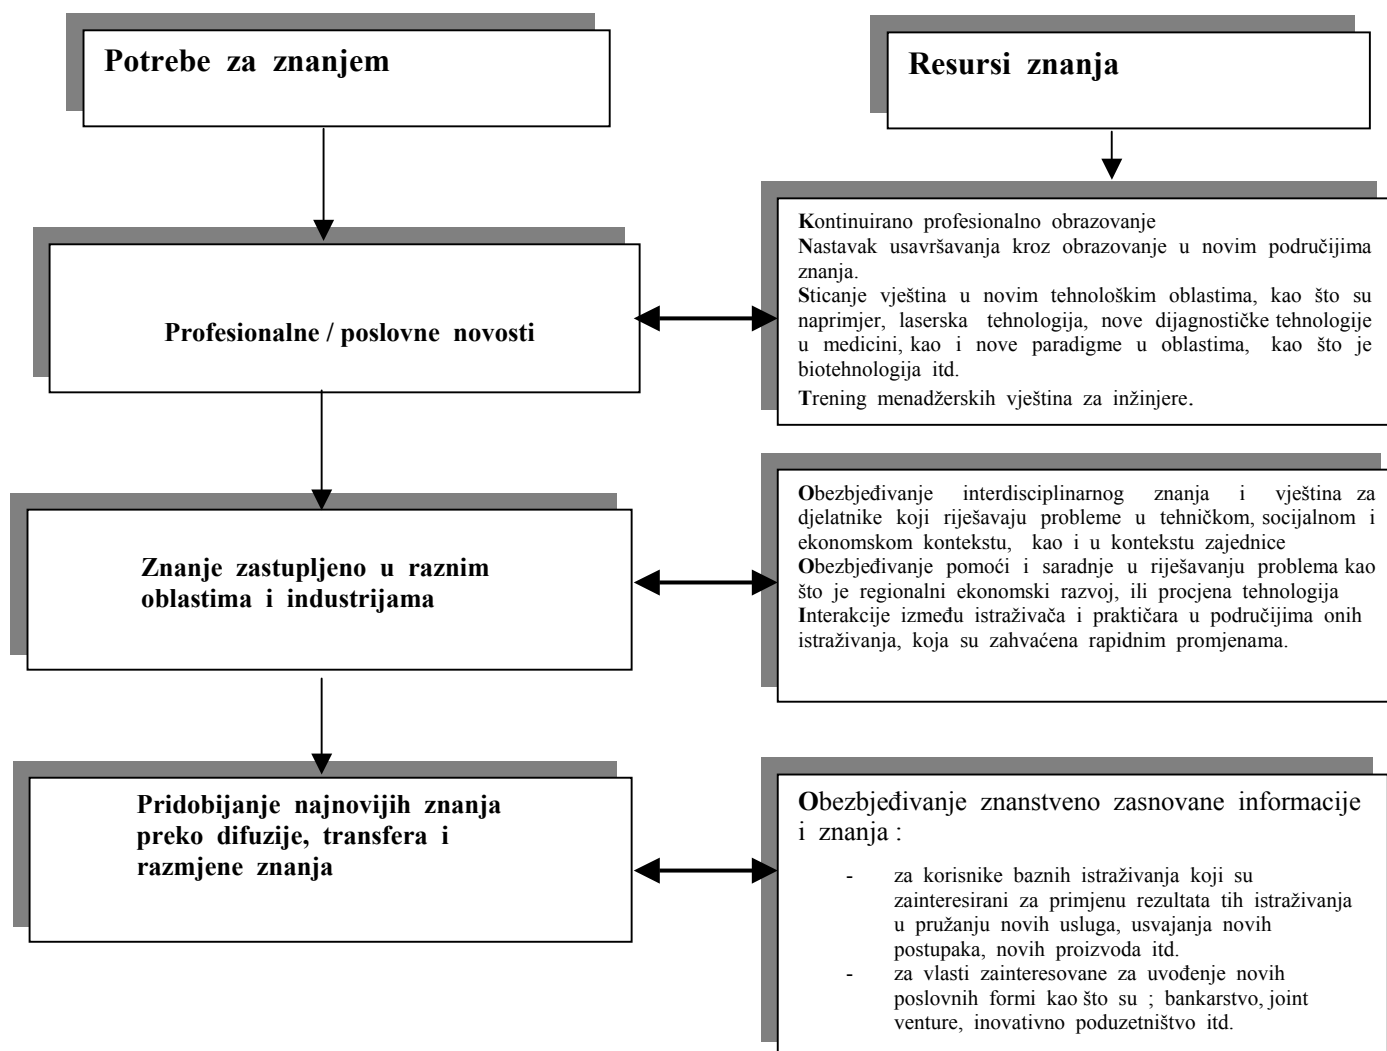 Potrebe za znanjem
Resursi znanja
Profesionalne / poslovne novosti
Kontinuirano profesionalno obrazovanje
Nastavak usavršavanja kroz obrazovanje u novim područijima
znanja.
Sticanje vještina u novim tehnološkim oblastima, kao što su
naprimjer, laserska tehnologija, nove dijagnostičke tehnologije
u medicini, kao i nove paradigme u oblastima, kao što je
biotehnologija itd.
Trening menadžerskih vještina za inžinjere.
Znanje zastupljeno u raznim
oblastima i industrijama
Obezbjeđivanje interdisciplinarnog znanja i vještina za
djelatnike koji riješavaju probleme u tehničkom, socijalnom i
ekonomskom kontekstu, kao i u kontekstu zajednice
Obezbjeđivanje pomoći i saradnje u riješavanju problema kao
što je regionalni ekonomski razvoj, ili procjena tehnologija
Interakcije između istraživača i praktičara u područijima onih
istraživanja, koja su zahvaćena rapidnim promjenama.
Pridobijanje najnovijih znanja
preko difuzije, transfera i
razmjene znanja
Obezbjeđivanje znanstveno zasnovane informacije
i znanja :
- za korisnike baznih istraživanja koji su
zainteresirani za primjenu rezultata tih istraživanja
u pružanju novih usluga, usvajanja novih
postupaka, novih proizvoda itd.
- za vlasti zainteresovane za uvođenje novih
poslovnih formi kao što su ; bankarstvo, joint
venture, inovativno poduzetništvo itd.